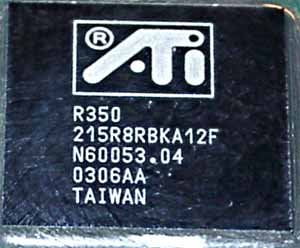 ® ATi
R350
215R8RBKA12F
N60053.04
0306AA
TAIWAN